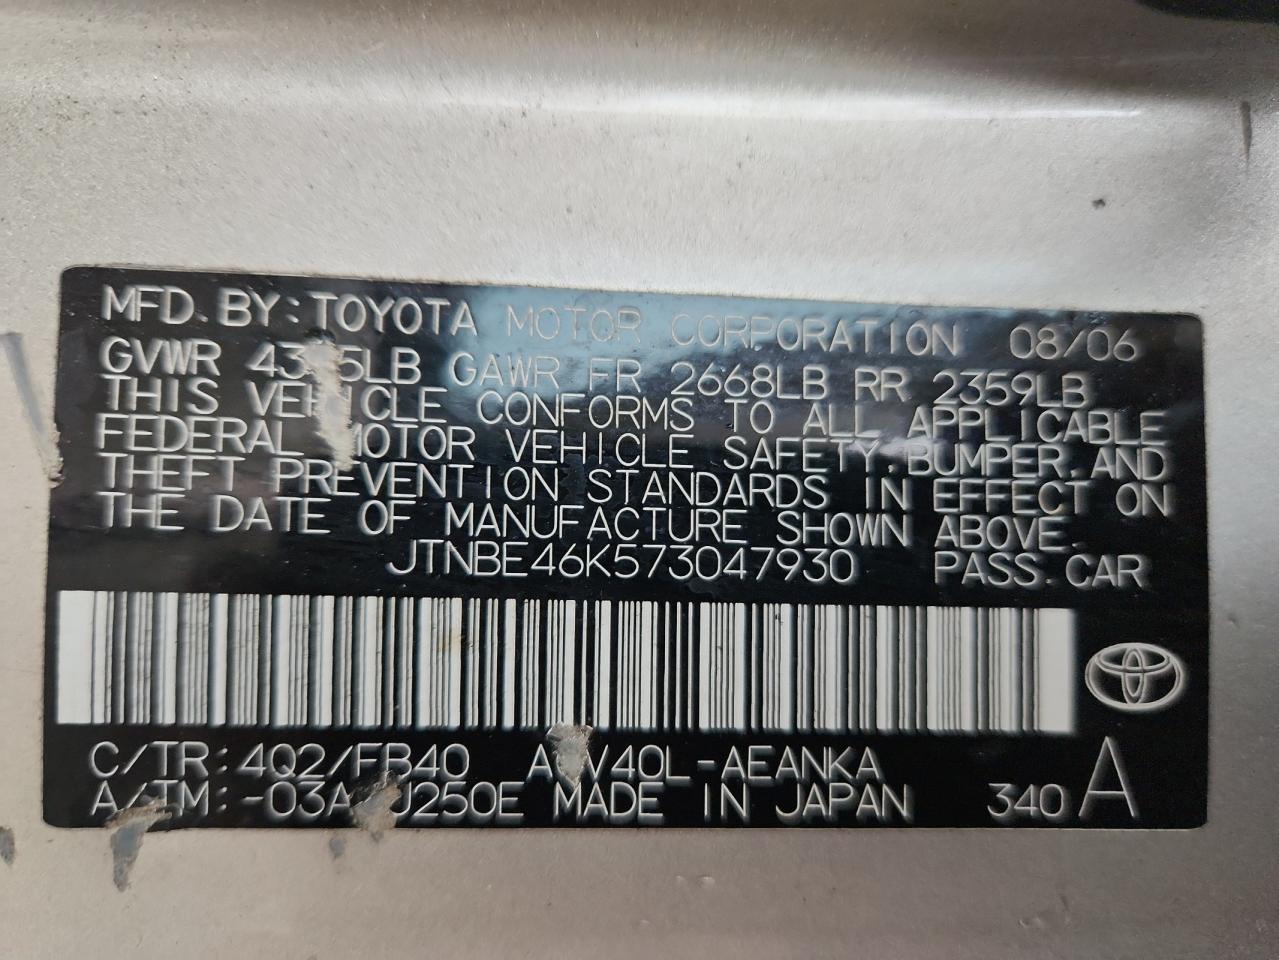 MFD. BY: TOYOTA MOTOR CORPORATION 08/06
GVWR GAWR FR 2668LB RR 2359LB
THIS VEHICLE CONFORMS TO ALL APPLICABLE
FEDERAL MOTOR VEHICLE SAFETY, BUMPER, AND
THEFT PREVENTION STANDARDS IN EFFECT ON
THE DATE OF MANUFACTURE SHOWN ABOVE.
JTNBE46K573047930 PASS. CAR
C/TR: 4Q2/FB40 -AEANKA
A/TM: MADE IN JAPAN 340 A